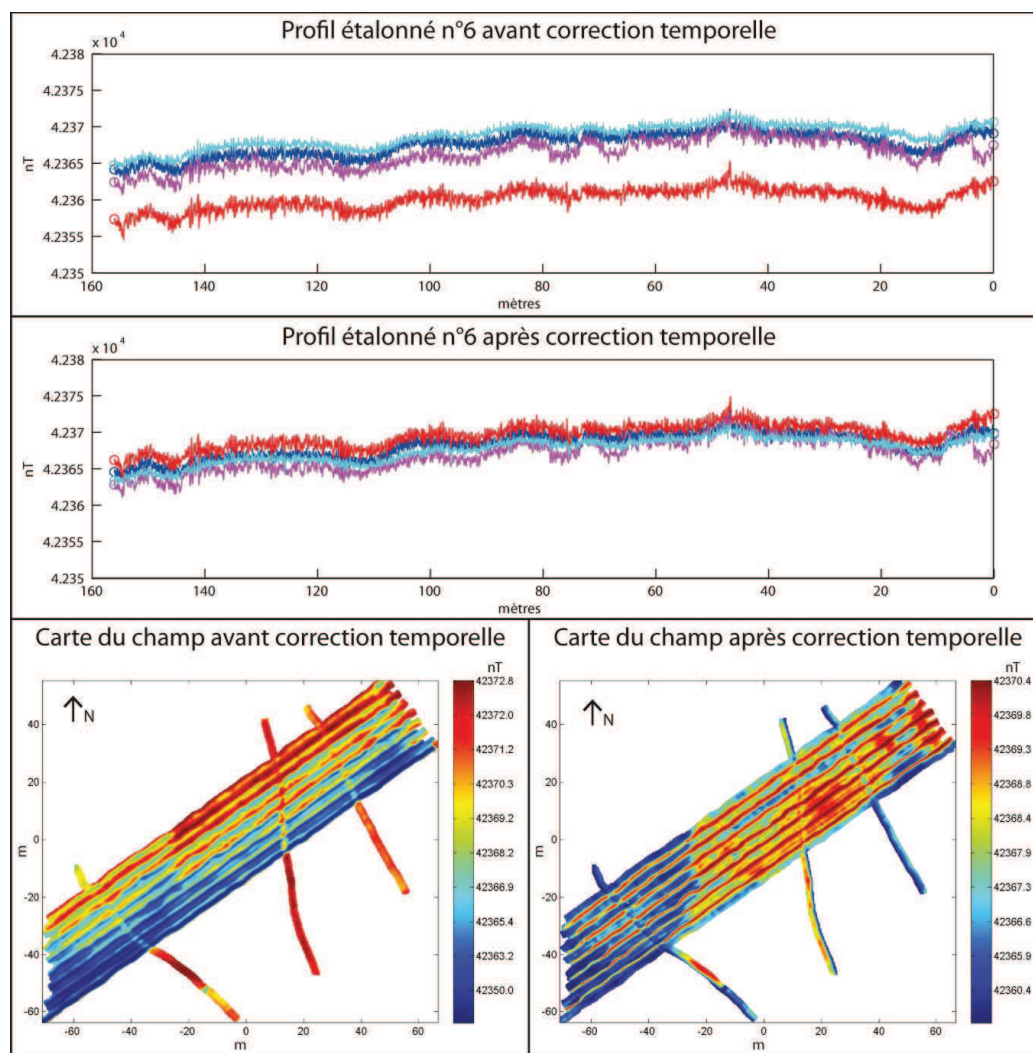 Profil étalonné n°6 avant correction temporelle
x 10⁴
4.238
4.2375
4.237
4.2365
4.236
4.2355
4.235
nT
160 140 120 100 80 60 40 20 0
mètres
Profil étalonné n°6 après correction temporelle
x 10⁴
4.238
4.2375
4.237
4.2365
4.236
4.2355
4.235
nT
160 140 120 100 80 60 40 20 0
mètres
Carte du champ avant correction temporelle
nT
N
40
20
0
-20
-40
-60
m
-60 -40 -20 0 20 40 60
m
42372.8
42372.0
42371.2
42370.3
42369.2
42368.2
42366.9
42365.4
42363.2
42350.0
Carte du champ après correction temporelle
nT
N
40
20
0
-20
-40
-60
m
-60 -40 -20 0 20 40 60
m
42370.4
42369.8
42369.3
42368.8
42368.4
42367.9
42367.3
42366.6
42365.9
42360.4